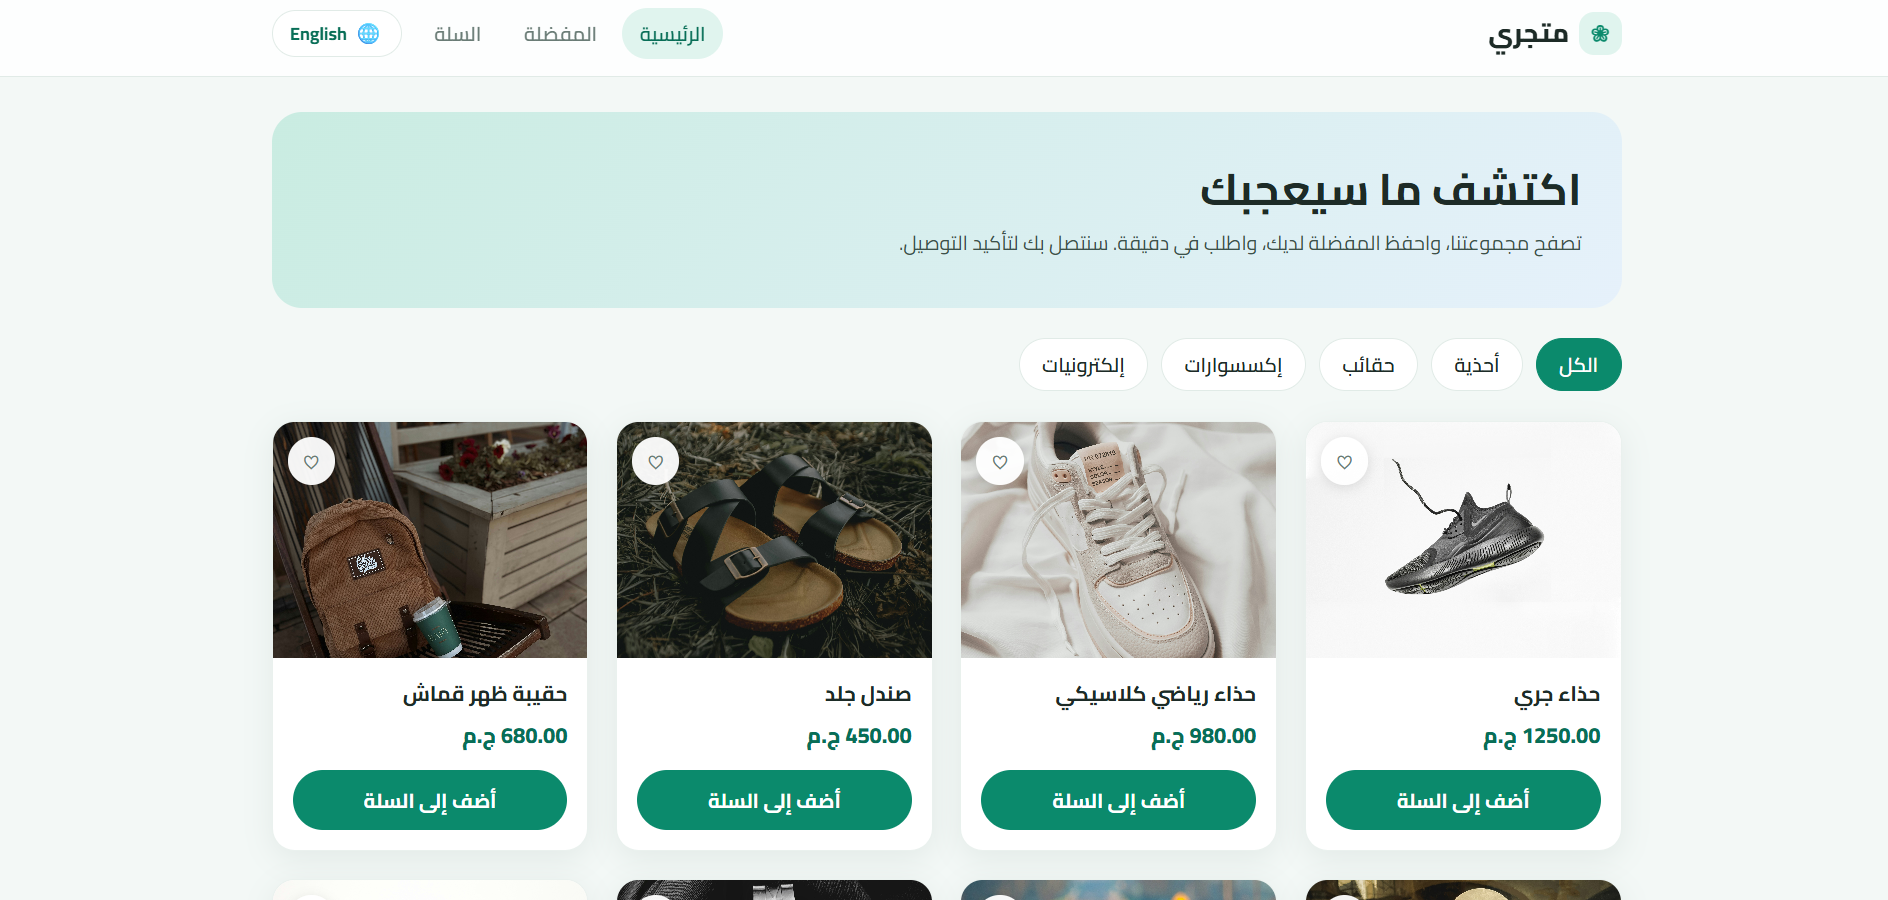 متجري
الرئيسية
المفضلة
السلة
English
اكتشف ما سيعجبك
تصفح مجموعتنا، واحفظ المفضلة لديك، واطلب في دقيقة. سنتصل بك لتأكيد التوصيل.
الكل
أحذية
حقائب
إكسسوارات
إلكترونيات
حذاء جري
1250.00 ج.م
أضف إلى السلة
حذاء رياضي كلاسيكي
980.00 ج.م
أضف إلى السلة
صندل جلد
450.00 ج.م
أضف إلى السلة
حقيبة ظهر قماش
680.00 ج.م
أضف إلى السلة